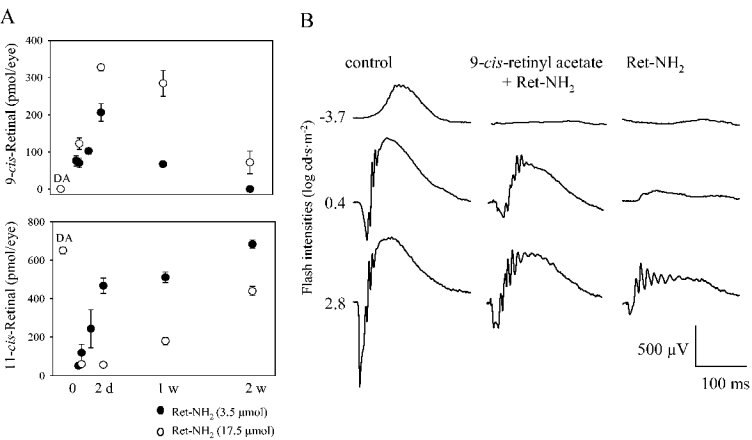 A
9-cis-Retinal (pmol/eye)
400
300
200
100
0
DA
11-cis-Retinal (pmol/eye)
800
600
400
200
0
DA
0
2 d
1 w
2 w
Ret-NH2 (3.5 µmol)
Ret-NH2 (17.5 µmol)
B
control
9-cis-retinyl acetate
+ Ret-NH2
Ret-NH2
Flash intensities (log cd·s·m-2)
-3.7
0.4
2.8
500 µV
100 ms